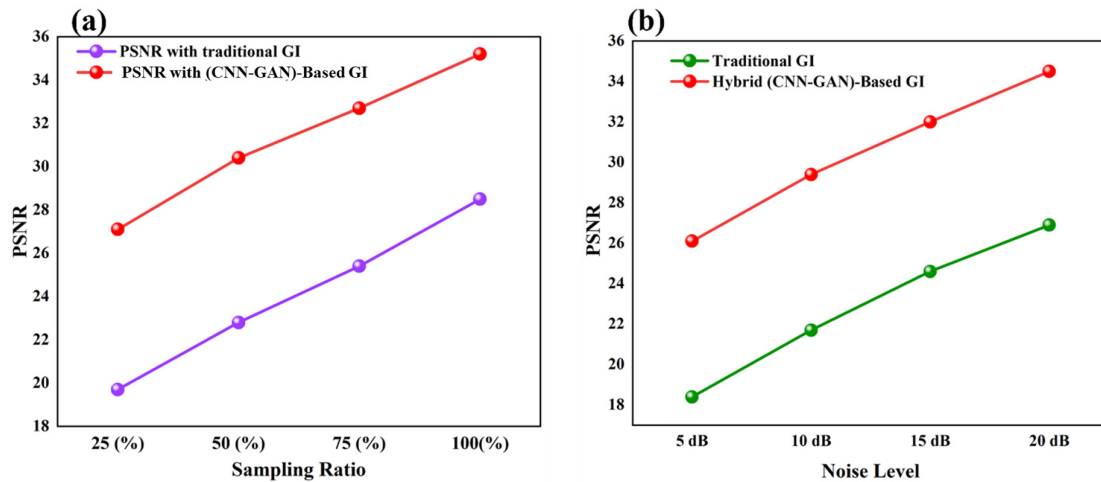 (a)
PSNR with traditional GI
PSNR with (CNN-GAN)-Based GI
PSNR
36
34
32
30
28
26
24
22
20
18
25 (%) 50 (%) 75 (%) 100(%)
Sampling Ratio
(b)
Traditional GI
Hybrid (CNN-GAN)-Based GI
PSNR
36
34
32
30
28
26
24
22
20
18
5 dB 10 dB 15 dB 20 dB
Noise Level